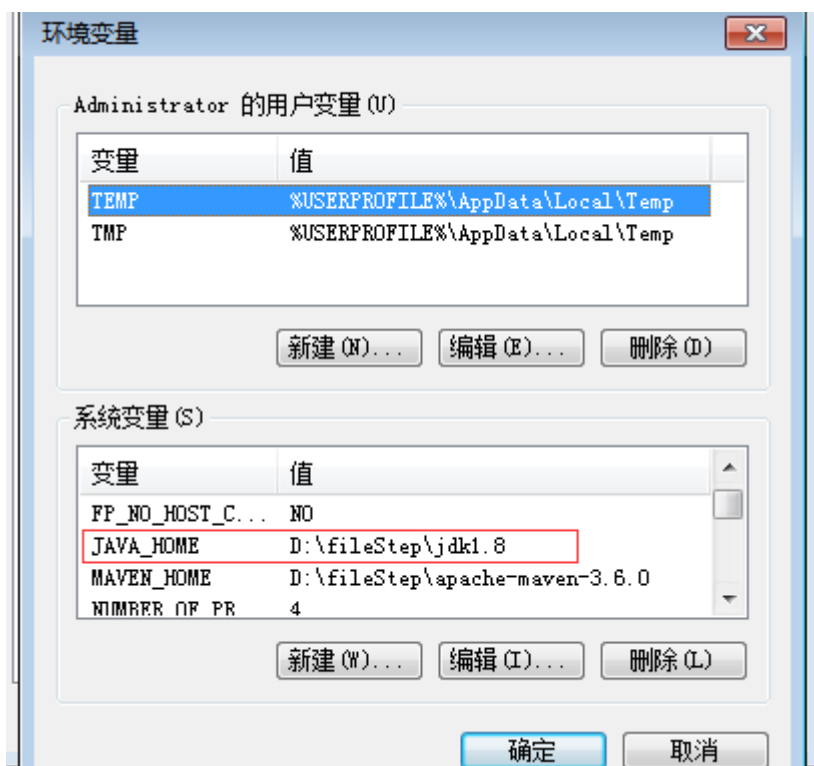 环境变量
Administrator 的用户变量(U)
变量 值
TEMP %USERPROFILE%\AppData\Local\Temp
TMP %USERPROFILE%\AppData\Local\Temp
新建(N)... 编辑(E)... 删除(D)
系统变量(S)
变量 值
FP_NO_HOST_C... NO
JAVA_HOME D:\fileStep\jdk1.8
MAVEN_HOME D:\fileStep\apache-maven-3.6.0
NUMBER_OF_PR 4
新建(W)... 编辑(I)... 删除(L)
确定 取消